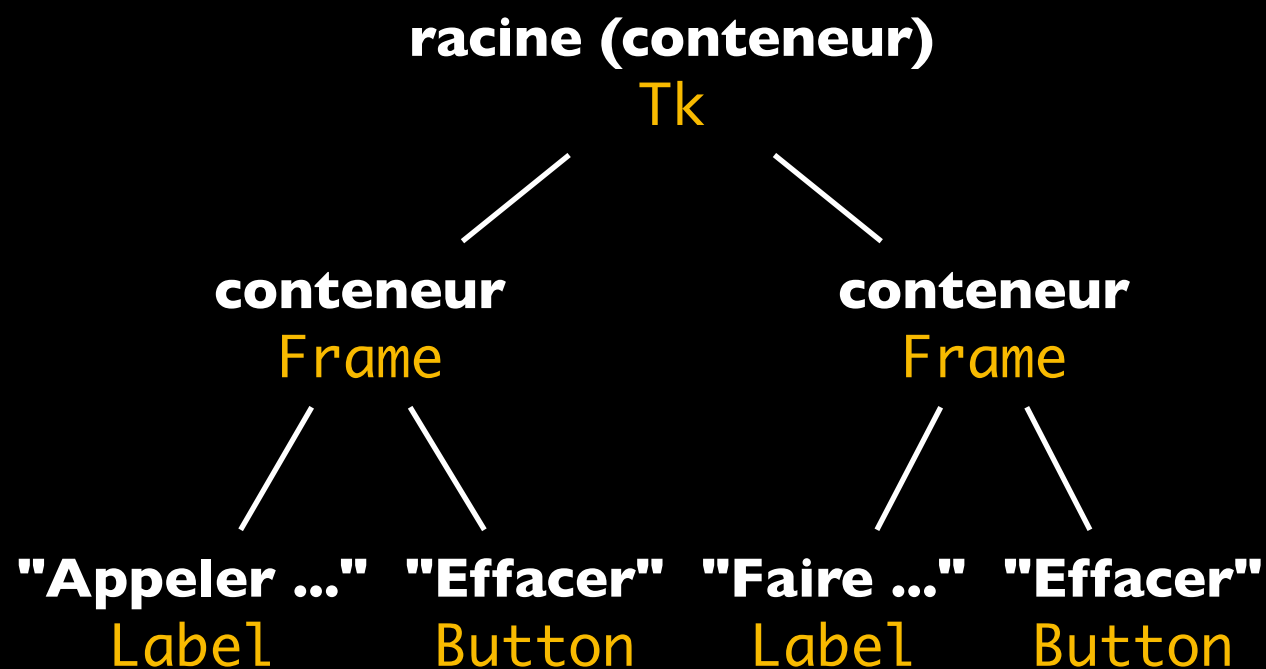 racine (conteneur)
Tk
conteneur conteneur
Frame Frame
"Appeler ..." "Effacer" "Faire ..." "Effacer"
Label Button Label Button